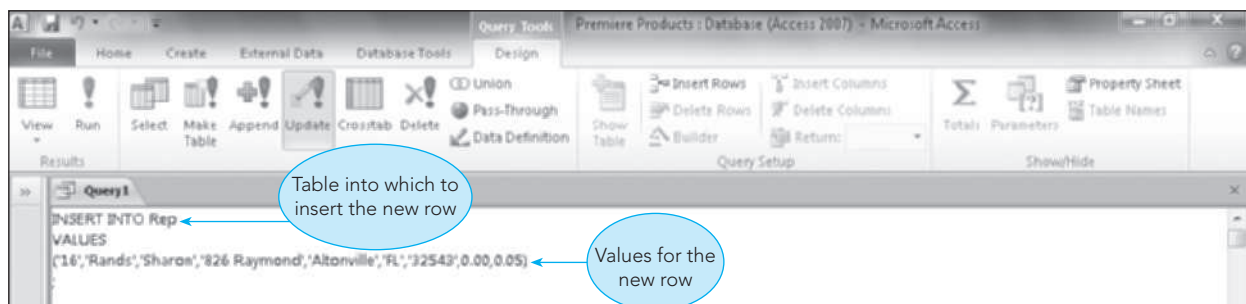 Query Tools
Premiere Products : Database (Access 2007) - Microsoft Access
File Home Create External Data Database Tools Design
View
Run
Select
Make Table
Append
Update
Crosstab
Delete
Union
Pass-Through
Data Definition
Show Table
Insert Rows
Delete Rows
Builder
Insert Columns
Delete Columns
Return:
Totals
Parameters
Property Sheet
Table Names
Results
Query Setup
Show/Hide
Query1
Table into which to
insert the new row
INSERT INTO Rep
VALUES
('16','Rands','Sharon','826 Raymond','Altonville','FL','32543',0.00,0.05)
;
Values for the
new row